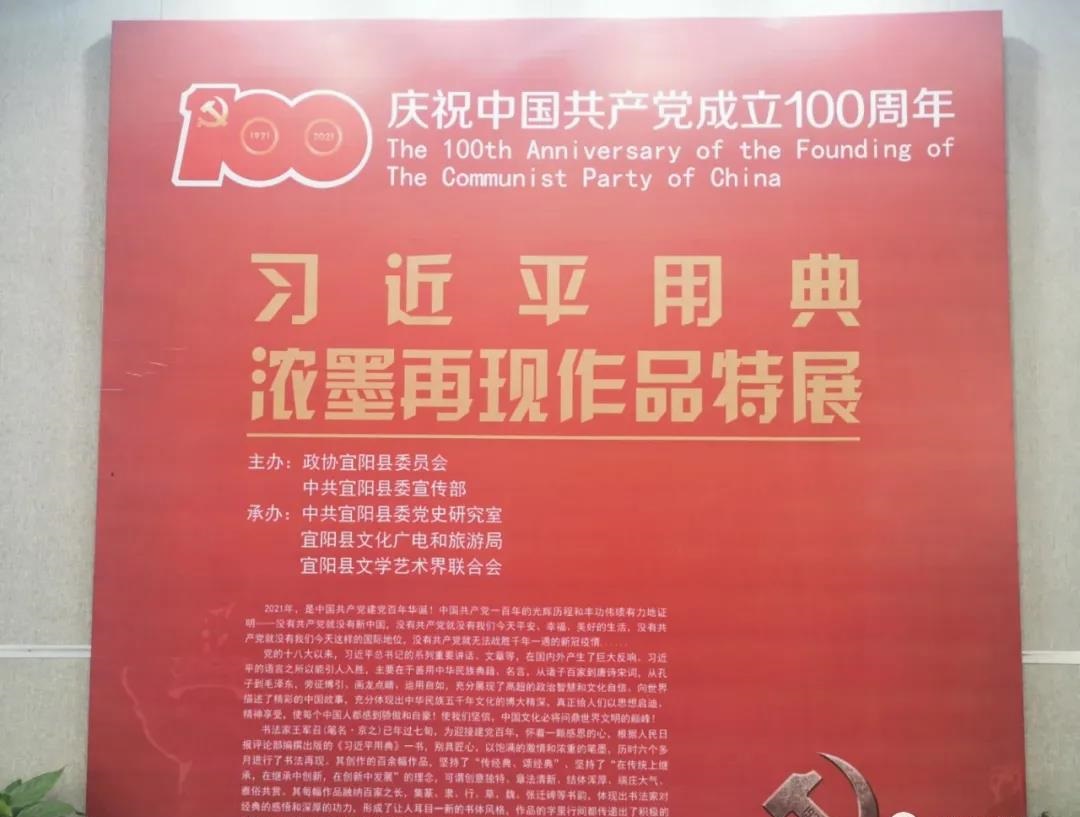 1921 2021
庆祝中国共产党成立100周年
The 100th Anniversary of the Founding of
The Communist Party of China
习近平用典
浓墨再现作品特展
主办：政协宜阳县委员会
中共宜阳县委宣传部
承办：中共宜阳县委党史研究室
宜阳县文化广电和旅游局
宜阳县文学艺术界联合会
2021年，是中国共产党建党百年华诞！中国共产党一百年的光辉历程和丰功伟绩有力地证
明——没有共产党就没有新中国，没有共产党就没有我们今天平安、幸福、美好的生活，没有共
产党就没有我们今天这样的国际地位，没有共产党就无法战胜千年一遇的新冠疫情......
党的十八大以来，习近平总书记的系列重要讲话、文章等，在国内外产生了巨大反响。习近
平的语言之所以能引人入胜，主要在于善用中华民族典籍、名言，从诸子百家到唐诗宋词，从孔
子到毛泽东，旁征博引、画龙点睛、运用自如，充分展现了高超的政治智慧和文化自信。向世界
描述了精彩的中国故事，充分体现出中华民族五千年文化的博大精深，真正给人们以思想启迪、
精神享受，使每个中国人都感到骄傲和自豪！使我们坚信，中国文化必将问鼎世界文明的巅峰！
书法家王军召(笔名·京之)已年过七旬，为迎接建党百年，怀着一颗感恩的心，根据人民日
报评论部编撰出版的《习近平用典》一书，别具匠心，以饱满的激情和浓重的笔墨，历时六个多
月进行了书法再现。其创作的百余幅作品，坚持了“传经典、颂经典”、坚持了“在传统上继
承，在继承中创新，在创新中发展”的理念，可谓创意独特、章法清新、结体浑厚、端庄大气、
雅俗共赏。其每幅作品融纳百家之长，集篆、隶、行、草、魏、张迁碑等书韵，体现出书法家对
经典的感悟和深厚的功力，形成了让人耳目一新的书体风格，作品的字里行间都传递出了积极的